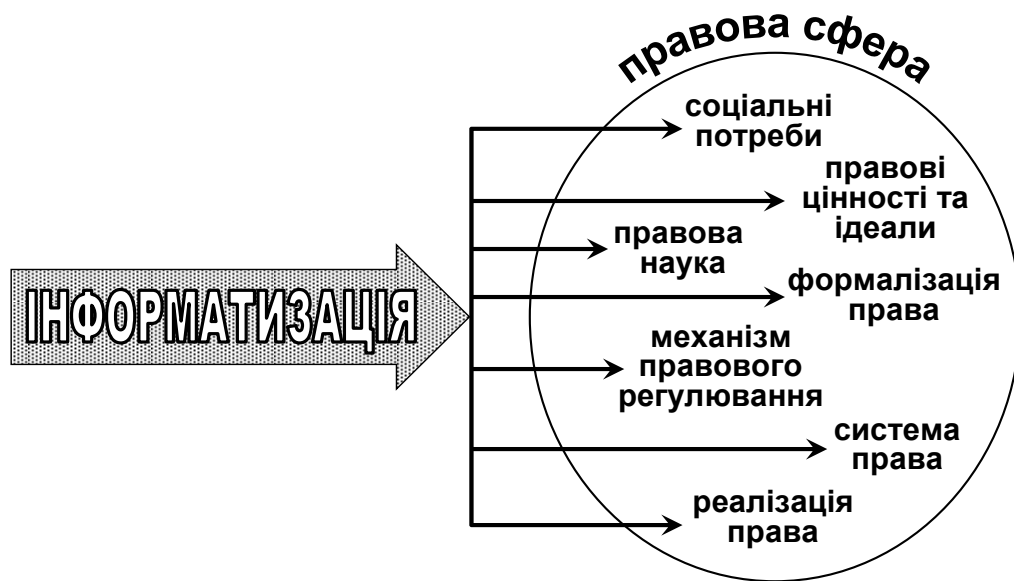 правова сфера
соціальні
потреби
правові
цінності та
ідеали
правова
наука
ІНФОРМАТИЗАЦІЯ
формалізація
права
механізм
правового
регулювання
система
права
реалізація
права